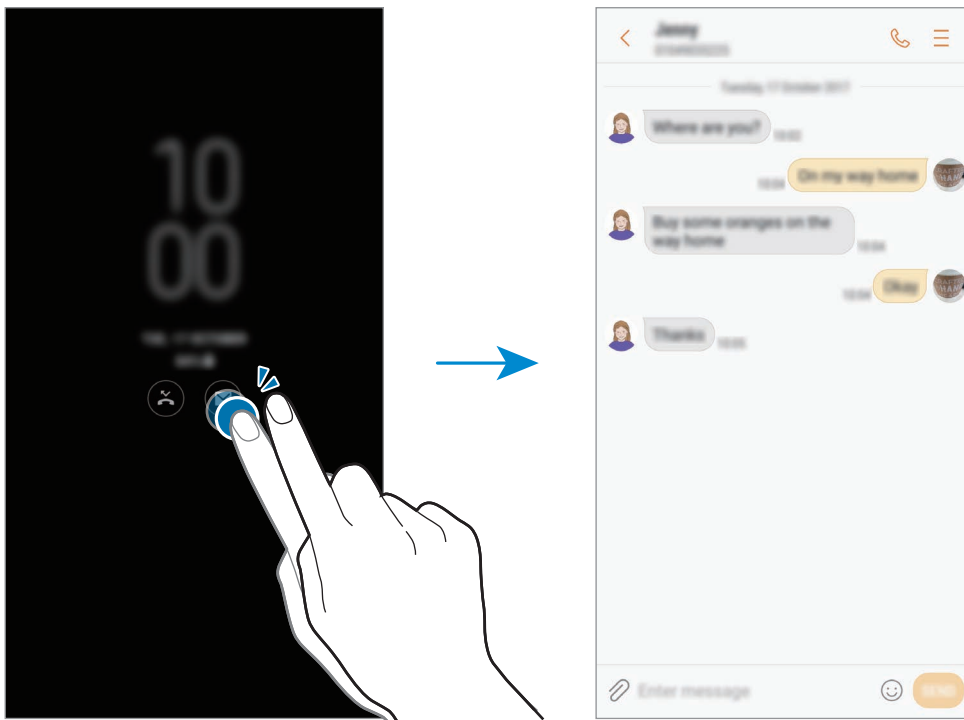 10
00
Jenny
Tuesday, 17 October 2017
Where are you?
10:02
On my way home
10:04
Buy some oranges on the
way home
10:04
Okay
10:04
Thanks
10:05
Enter message
SEND